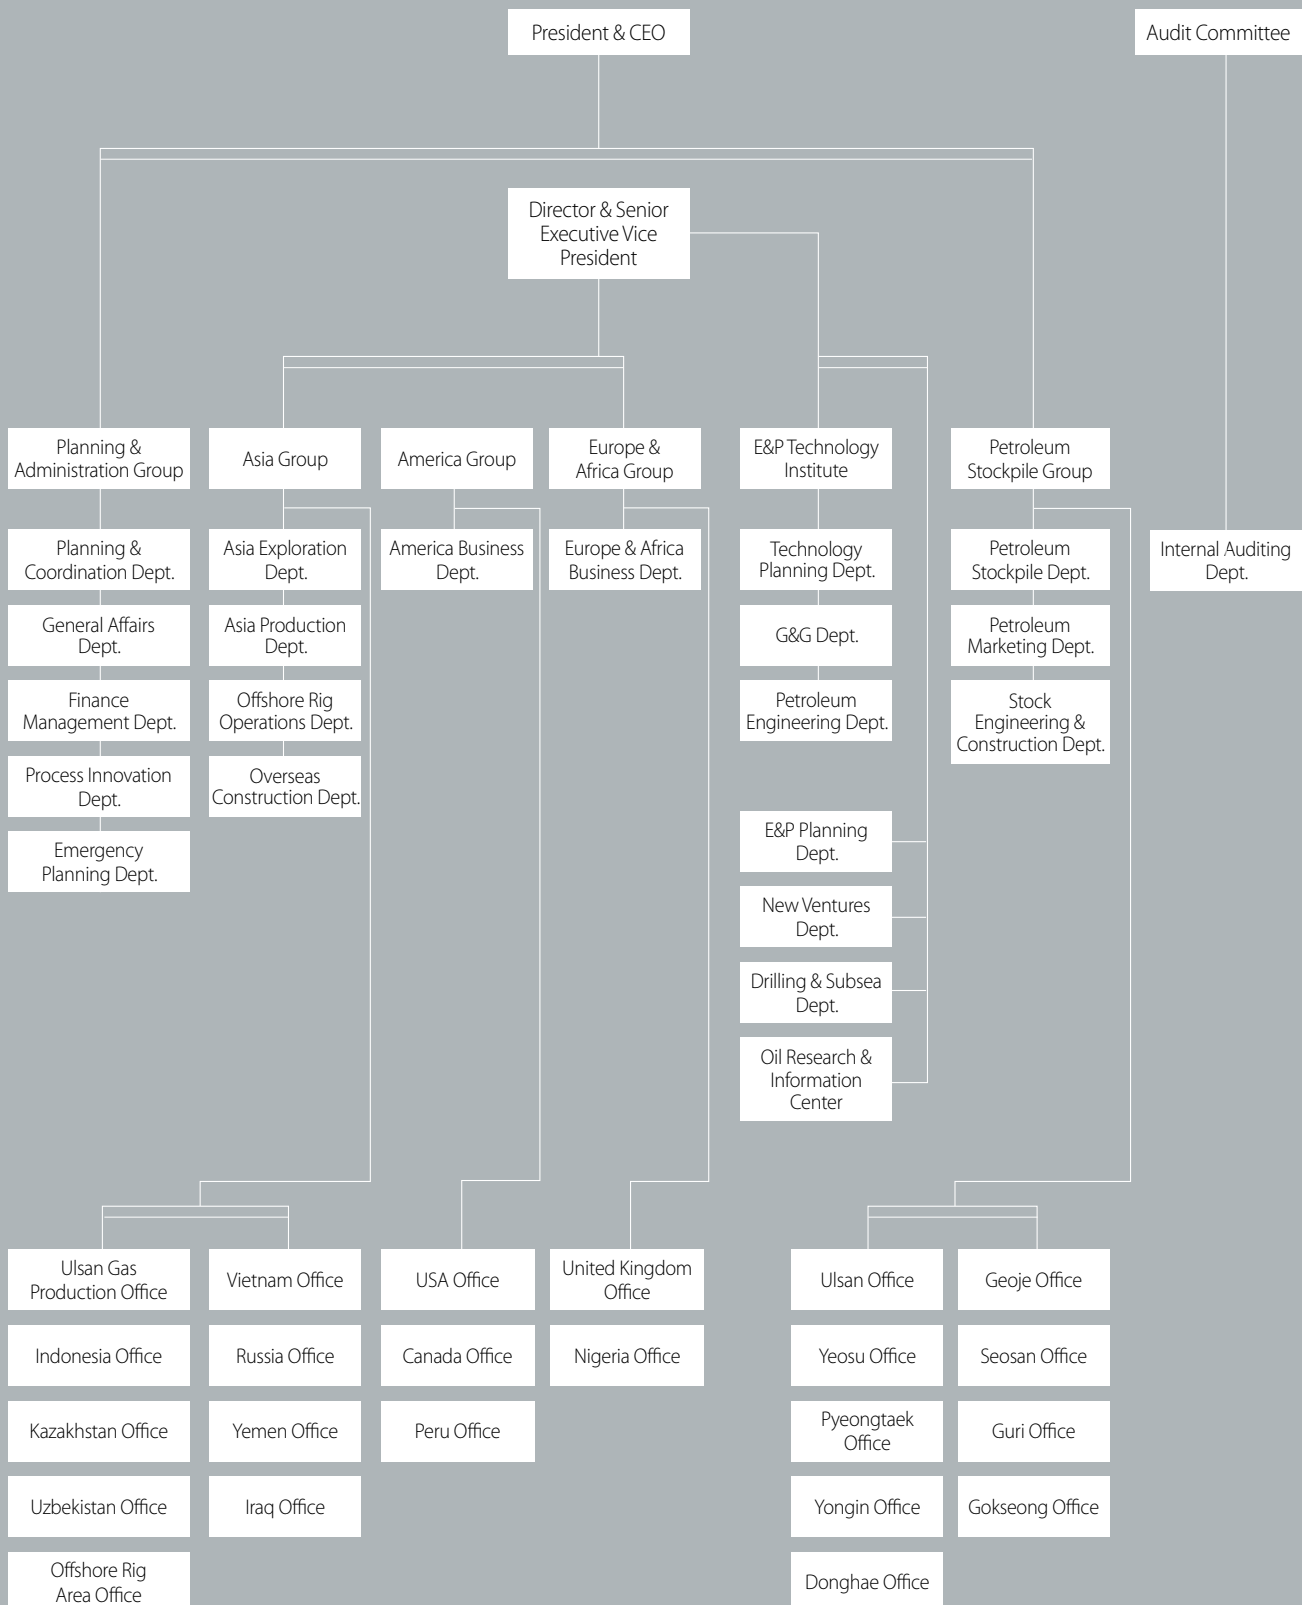 President & CEO
Audit Committee
Director & Senior
Executive Vice
President
Planning &
Administration Group
Asia Group
America Group
Europe &
Africa Group
E&P Technology
Institute
Petroleum
Stockpile Group
Planning &
Coordination Dept.
Asia Exploration
Dept.
America Business
Dept.
Europe & Africa
Business Dept.
Technology
Planning Dept.
Petroleum
Stockpile Dept.
Internal Auditing
Dept.
General Affairs
Dept.
Asia Production
Dept.
G&G Dept.
Petroleum
Marketing Dept.
Finance
Management Dept.
Offshore Rig
Operations Dept.
Petroleum
Engineering Dept.
Stock
Engineering &
Construction Dept.
Process Innovation
Dept.
Overseas
Construction Dept.
Emergency
Planning Dept.
E&P Planning
Dept.
New Ventures
Dept.
Drilling & Subsea
Dept.
Oil Research &
Information
Center
Ulsan Gas
Production Office
Vietnam Office
USA Office
United Kingdom
Office
Ulsan Office
Geoje Office
Indonesia Office
Russia Office
Canada Office
Nigeria Office
Yeosu Office
Seosan Office
Kazakhstan Office
Yemen Office
Peru Office
Pyeongtaek
Office
Guri Office
Uzbekistan Office
Iraq Office
Yongin Office
Gokseong Office
Offshore Rig
Area Office
Donghae Office